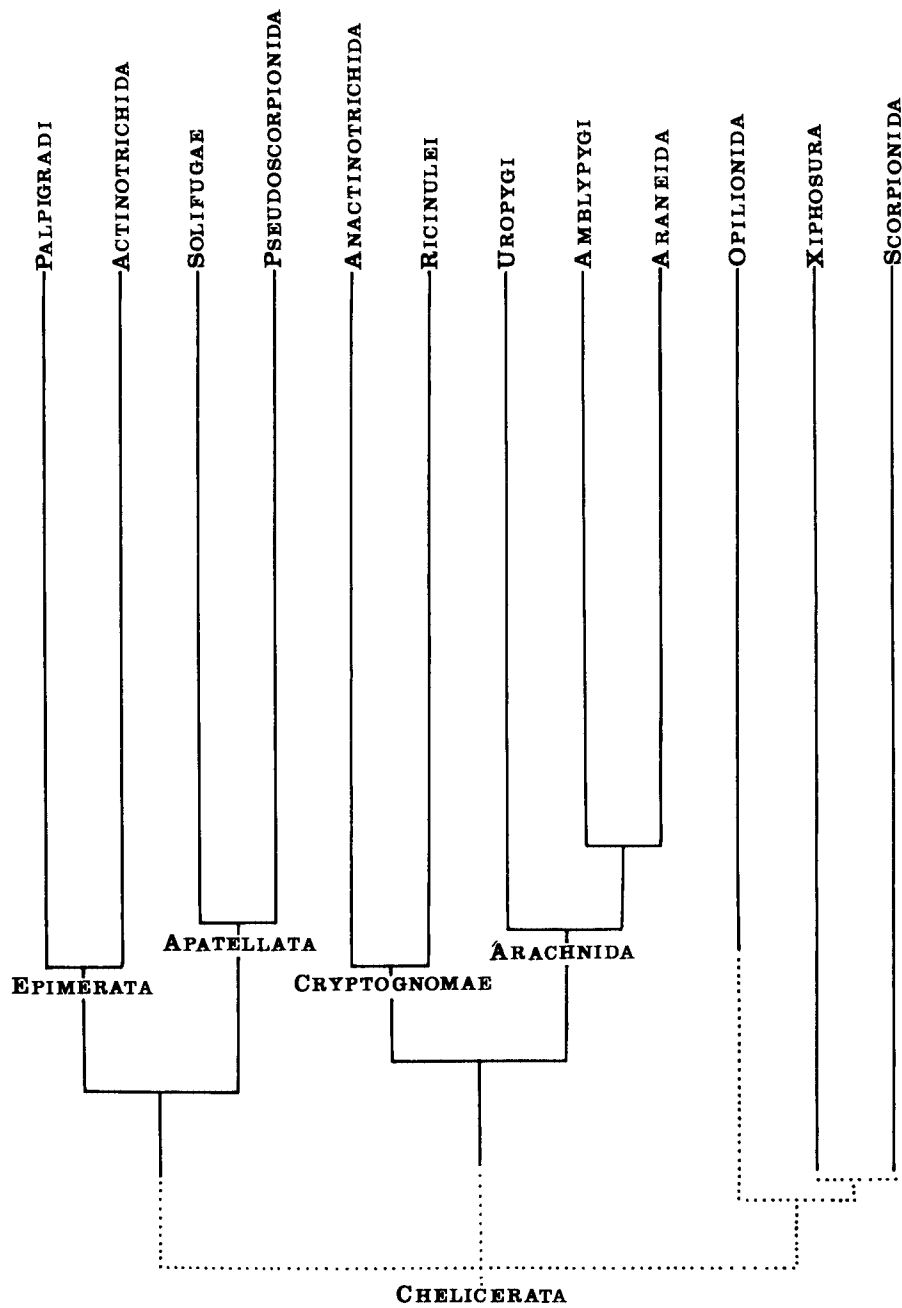 PALPIGRADI
ACTINOTRICHIDA
SOLIFUGAE
PSEUDOSCORPIONIDA
ANACTINOTRICHIDA
RICINULEI
UROPYGI
AMBLYPYGI
ARANEIDA
OPILIONIDA
XIPHOSURA
SCORPIONIDA
APATELLATA
ARACHNIDA
EPIMERATA
CRYPTOGNOMAE
CHELICERATA